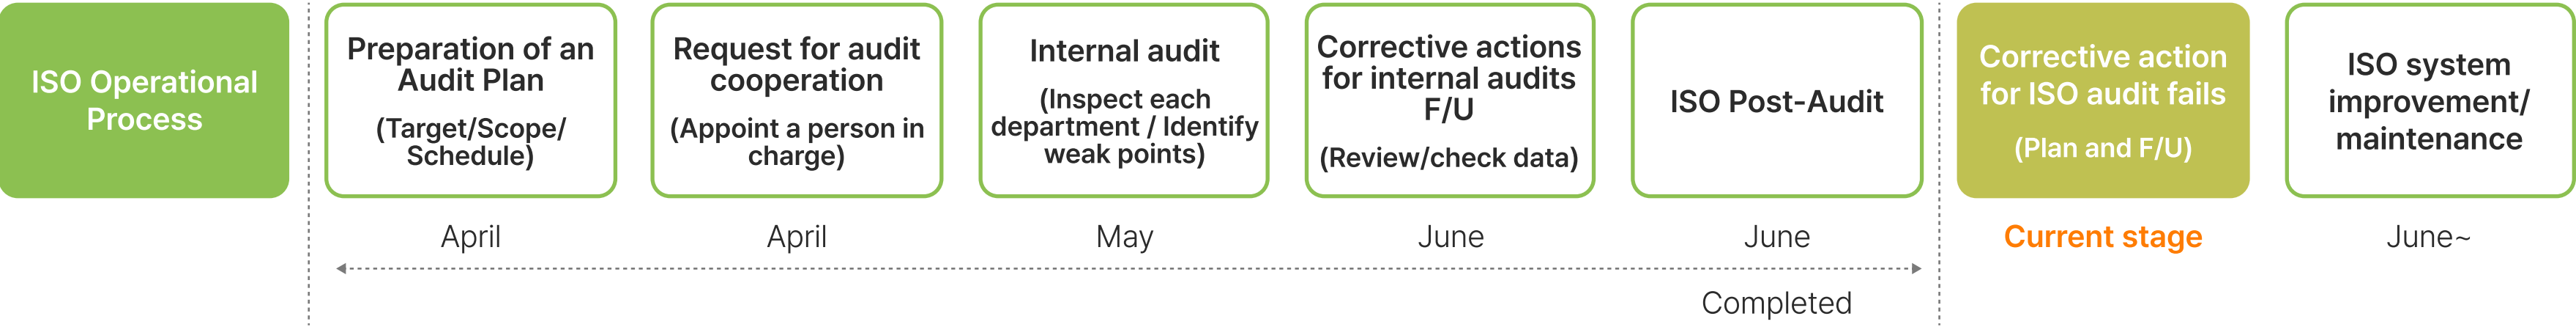 ISO Operational
Process
Preparation of an
Audit Plan
(Target/Scope/
Schedule)
April
Request for audit
cooperation
(Appoint a person in
charge)
April
Internal audit
(Inspect each
department / Identify
weak points)
May
Corrective actions
for internal audits
F/U
(Review/check data)
June
ISO Post-Audit
June
Completed
Corrective action
for ISO audit fails
(Plan and F/U)
Current stage
ISO system
improvement/
maintenance
June~